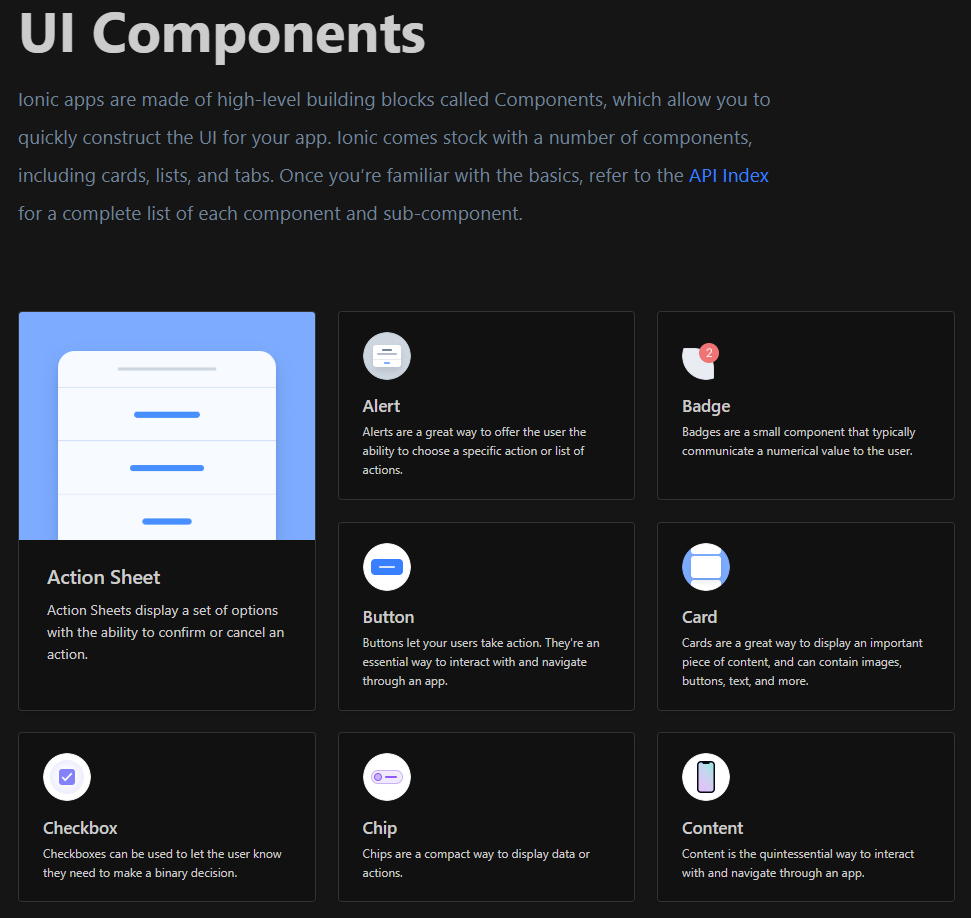 UI Components
Ionic apps are made of high-level building blocks called Components, which allow you to
quickly construct the UI for your app. Ionic comes stock with a number of components,
including cards, lists, and tabs. Once you’re familiar with the basics, refer to the API Index
for a complete list of each component and sub-component.
Action Sheet
Action Sheets display a set of options
with the ability to confirm or cancel an
action.
Alert
Alerts are a great way to offer the user the
ability to choose a specific action or list of
actions.
2
Badge
Badges are a small component that typically
communicate a numerical value to the user.
Button
Buttons let your users take action. They're an
essential way to interact with and navigate
through an app.
Card
Cards are a great way to display an important
piece of content, and can contain images,
buttons, text, and more.
Checkbox
Checkboxes can be used to let the user know
they need to make a binary decision.
Chip
Chips are a compact way to display data or
actions.
Content
Content is the quintessential way to interact
with and navigate through an app.